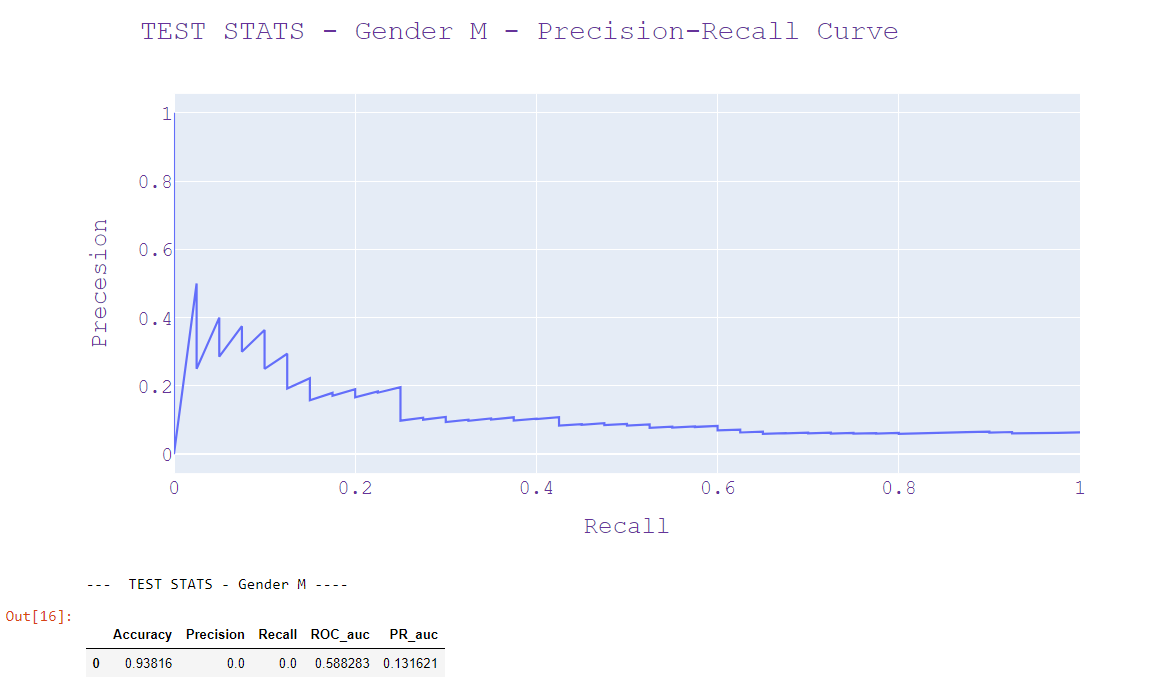 TEST STATS - Gender M - Precision-Recall Curve
1
0.8
0.6
0.4
0.2
0
Precesion
0 0.2 0.4 0.6 0.8 1
Recall
--- TEST STATS - Gender M ----
Out[16]:
Accuracy Precision Recall ROC_auc PR_auc
0 0.93816 0.0 0.0 0.588283 0.131621